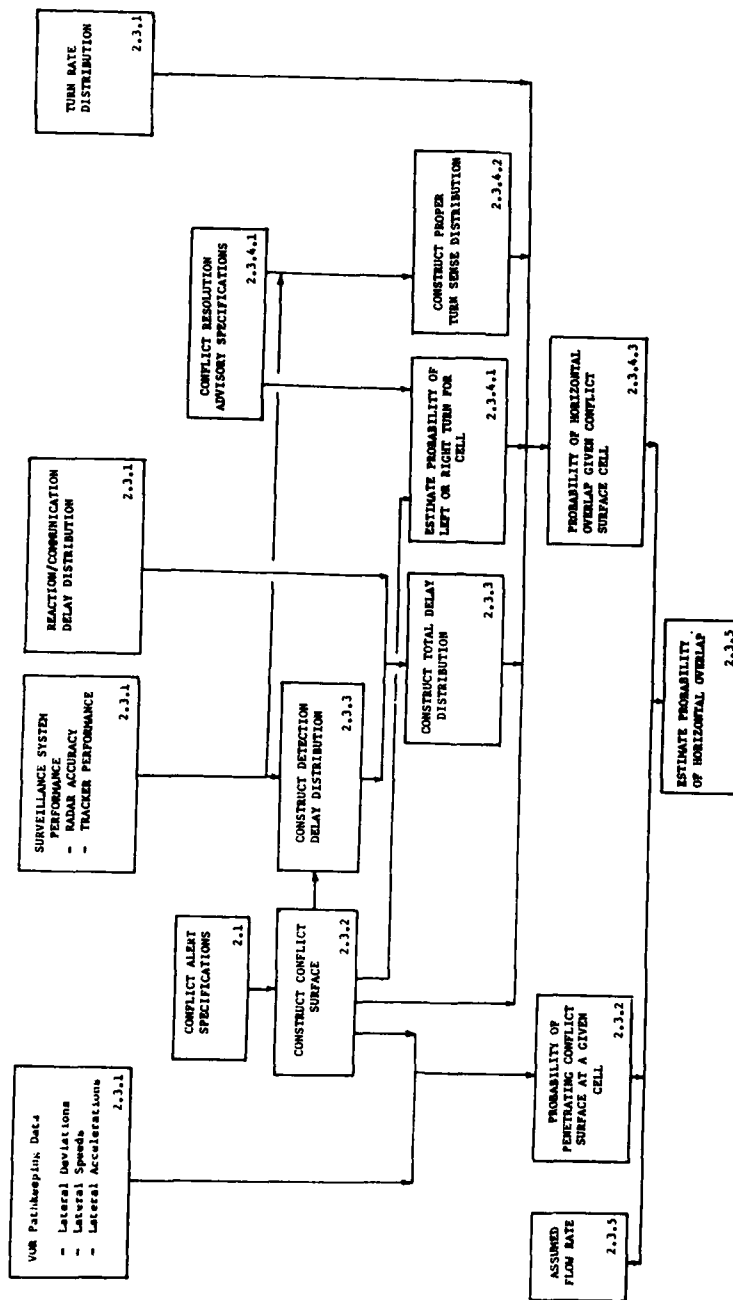 VOR Pathkeeping Data
- Lateral Deviations
- Lateral Speeds
- Lateral Accelerations
2.3.1
SURVEILLANCE SYSTEM
PERFORMANCE
- RADAR ACCURACY
- TRACKER PERFORMANCE
2.3.1
REACTION/COMMUNICATION
DELAY DISTRIBUTION
2.3.1
TURN RATE
DISTRIBUTION
2.3.1
CONFLICT ALERT
SPECIFICATIONS
2.1
CONFLICT RESOLUTION
ADVISORY SPECIFICATIONS
2.3.4.1
CONSTRUCT CONFLICT
SURFACE
2.3.2
CONSTRUCT DETECTION
DELAY DISTRIBUTION
2.3.3
CONSTRUCT TOTAL DELAY
DISTRIBUTION
2.3.3
ESTIMATE PROBABILITY OF
LEFT OR RIGHT TURN FOR
CELL
2.3.4.1
CONSTRUCT PROPER
TURN SENSE DISTRIBUTION
2.3.4.2
ASSUMED
FLOW RATE
2.3.5
PROBABILITY OF
PENETRATING CONFLICT
SURFACE AT A GIVEN
CELL
2.3.2
PROBABILITY OF HORIZONTAL
OVERLAP GIVEN CONFLICT
SURFACE CELL
2.3.4.3
ESTIMATE PROBABILITY
OF HORIZONTAL OVERLAP
2.3.5